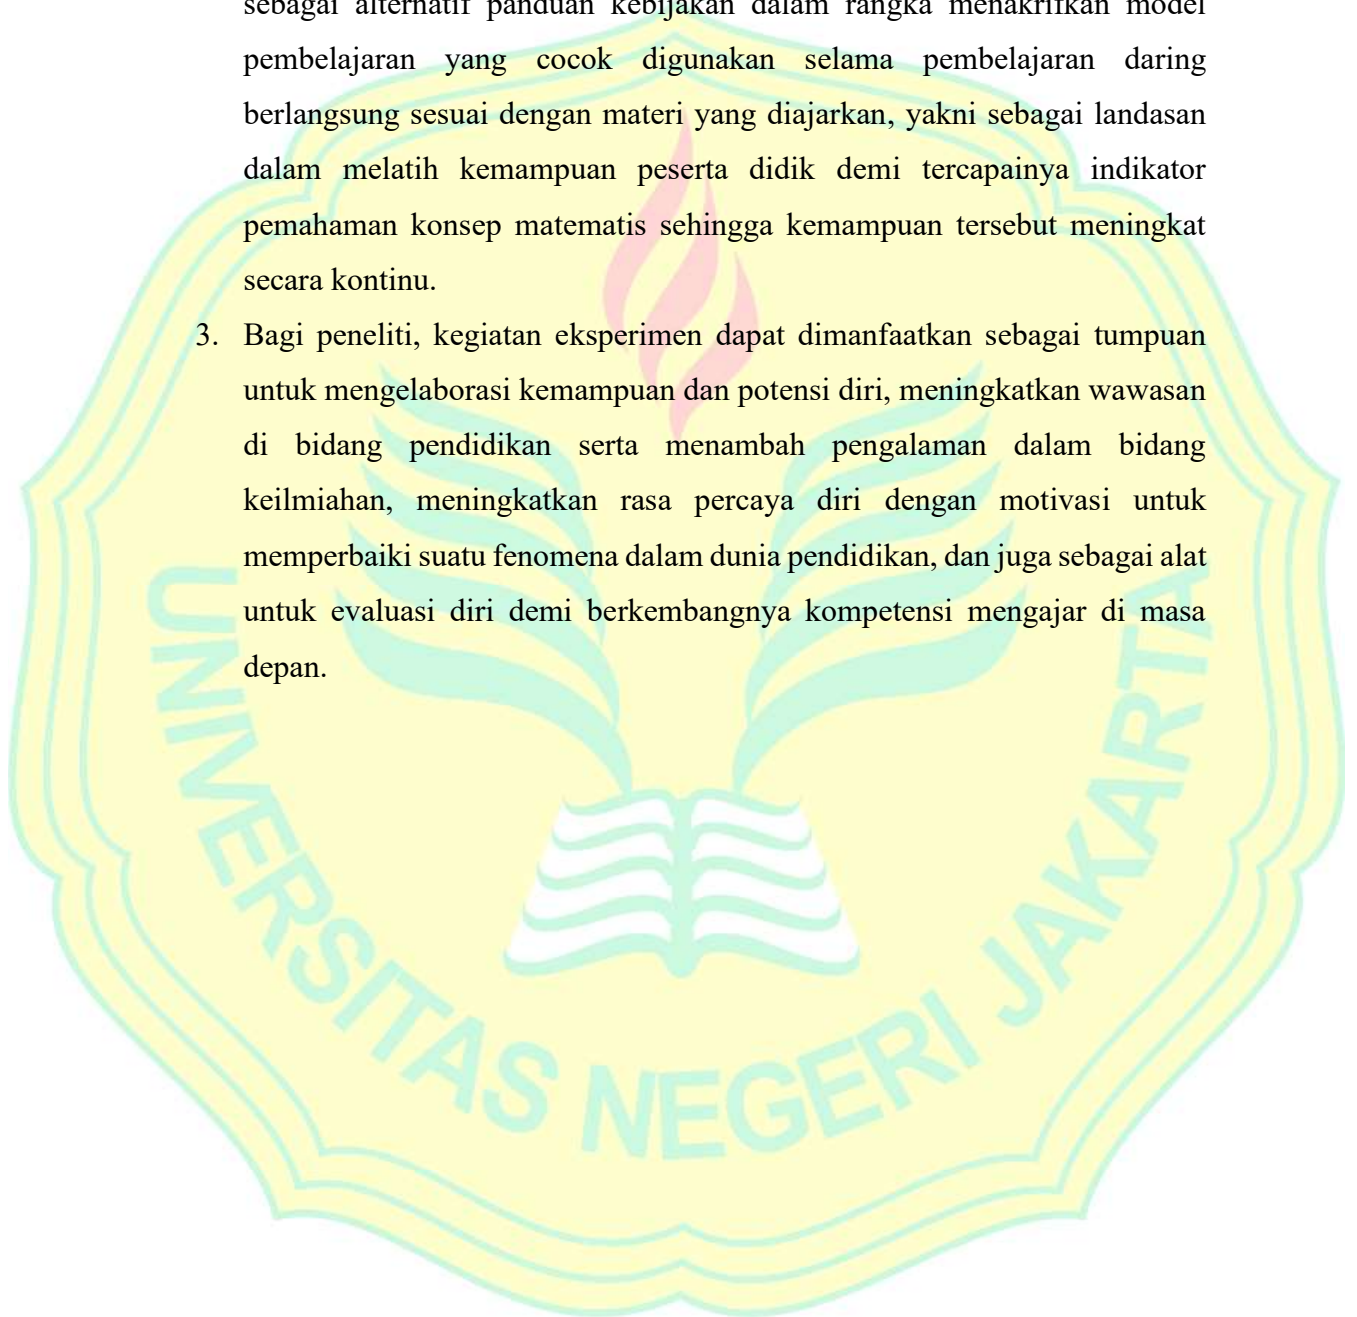 sebagai alternatif panduan kebijakan dalam rangka menakrifkan model
pembelajaran yang cocok digunakan selama pembelajaran daring
berlangsung sesuai dengan materi yang diajarkan, yakni sebagai landasan
dalam melatih kemampuan peserta didik demi tercapainya indikator
pemahaman konsep matematis sehingga kemampuan tersebut meningkat
secara kontinu.
3. Bagi peneliti, kegiatan eksperimen dapat dimanfaatkan sebagai tumpuan
untuk mengelaborasi kemampuan dan potensi diri, meningkatkan wawasan
di bidang pendidikan serta menambah pengalaman dalam bidang
keilmiahan, meningkatkan rasa percaya diri dengan motivasi untuk
memperbaiki suatu fenomena dalam dunia pendidikan, dan juga sebagai alat
untuk evaluasi diri demi berkembangnya kompetensi mengajar di masa
depan.
UNIVERSITAS NEGERI JAKARTA